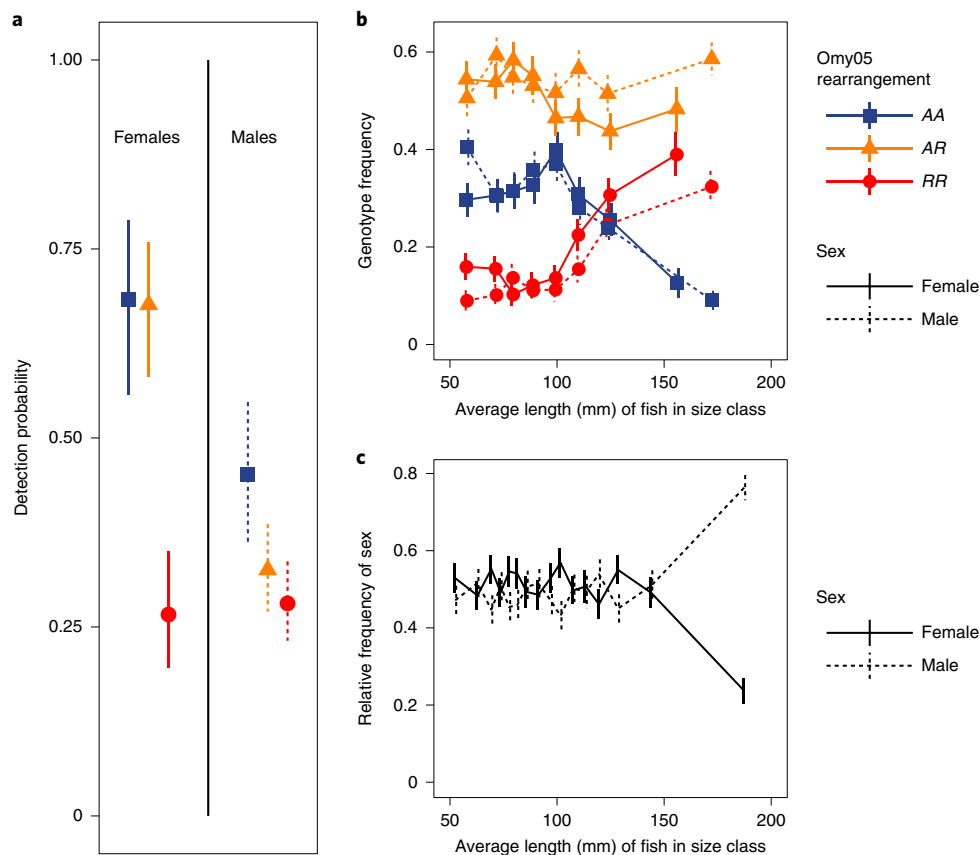 a
1.00
0.75
0.50
0.25
0
Detection probability
Females
Males
b
0.6
0.4
0.2
0
Genotype frequency
50
100
150
200
Average length (mm) of fish in size class
Omy05
rearrangement
AA
AR
RR
Sex
Female
Male
c
0.8
0.6
0.4
0.2
0
Relative frequency of sex
50
100
150
200
Average length (mm) of fish in size class
Sex
Female
Male